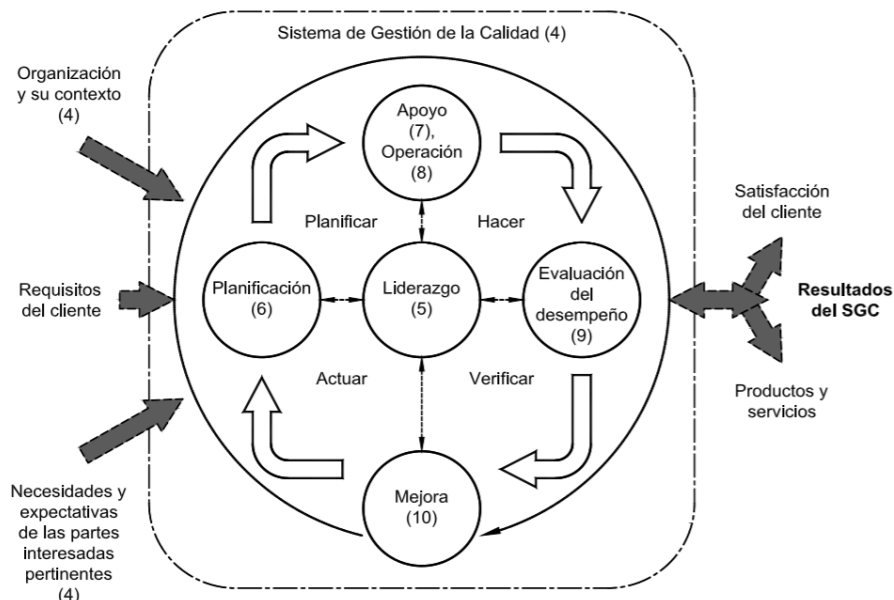 Sistema de Gestión de la Calidad (4)
Organización
y su contexto
(4)
Apoyo
(7),
Operación
(8)
Satisfacción
del cliente
Planificar
Hacer
Requisitos
del cliente
Planificación
(6)
Liderazgo
(5)
Evaluación
del
desempeño
(9)
Resultados
del SGC
Actuar
Verificar
Productos y
servicios
Necesidades y
expectativas
de las partes
interesadas
pertinentes
(4)
Mejora
(10)